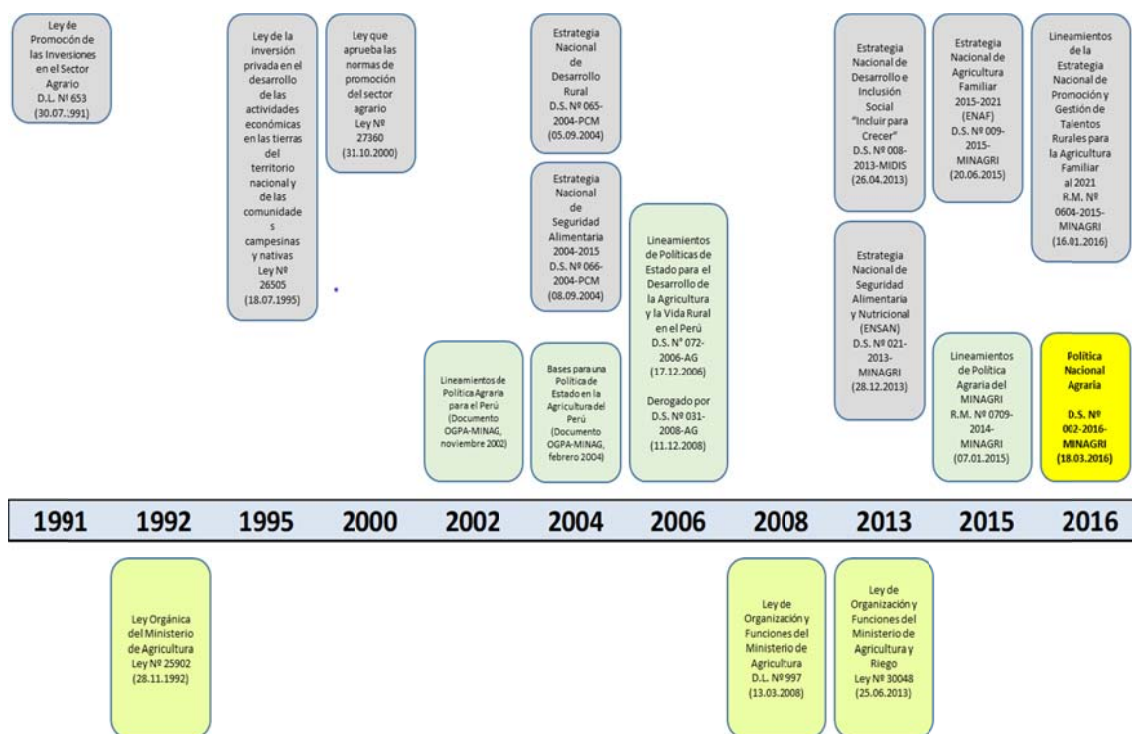 Ley de
Promocón de
las Inversiones
en el Sector
Agrario
D.L. Nº 653
(30.07.1991)
Ley de la
inversión
privada en el
desarrollo
de las
actividades
económicas
en las tierras
del
territorio
nacional y
de las
comunidade
s
campesinas
y nativas
Ley Nº
26505
(18.07.1995)
Ley que
aprueba las
normas de
promoción
del sector
agrario
Ley Nº
27360
(31.10.2000)
Estrategia
Nacional
de
Desarrollo
Rural
D.S. Nº 065-
2004-PCM
(05.09.2004)
Estrategia
Nacional
de
Seguridad
Alimentaria
2004-2015
D.S. Nº 066-
2004-PCM
(08.09.2004)
Lineamientos de
Política Agraria
para el Perú
(Documento
OGPA-MINAG,
noviembre 2002)
Bases para una
Política de
Estado en la
Agricultura del
Perú
(Documento
OGPA-MINAG,
febrero 2004)
Lineamientos
de Políticas de
Estado para el
Desarrollo de
la Agricultura
y la Vida Rural
en el Perú
D.S. N° 072-
2006-AG
(17.12.2006)
Derogado por
D.S. Nº 031-
2008-AG
(11.12.2008)
Estrategia
Nacional de
Desarrollo e
Inclusión
Social
"Incluir para
Crecer"
D.S. Nº 008-
2013-MIDIS
(26.04.2013)
Estrategia
Nacional de
Seguridad
Alimentaria
y Nutricional
(ENSAN)
D.S. Nº 021-
2013-
MINAGRI
(28.12.2013)
Estrategia
Nacional de
Agricultura
Familiar
2015-2021
(ENAF)
D.S. Nº 009-
2015-
MINAGRI
(20.06.2015)
Lineamientos
de Política
Agraria del
MINAGRI
R.M. Nº 0709-
2014-
MINAGRI
(07.01.2015)
Lineamientos
de la
Estrategia
Nacional de
Promoción y
Gestión de
Talentos
Rurales para
la Agricultura
Familiar
al 2021
R.M. Nº
0604-2015-
MINAGRI
(16.01.2016)
Política
Nacional
Agraria
D.S. Nº
002-2016-
MINAGRI
(18.03.2016)
1991 1992 1995 2000 2002 2004 2006 2008 2013 2015 2016
Ley Orgánica
del Ministerio
de Agricultura
Ley Nº 25902
(28.11.1992)
Ley de
Organización y
Funciones del
Ministerio de
Agricultura
D.L. Nº 997
(13.03.2008)
Ley de
Organización y
Funciones del
Ministerio de
Agricultura y
Riego
Ley Nº 30048
(25.06.2013)